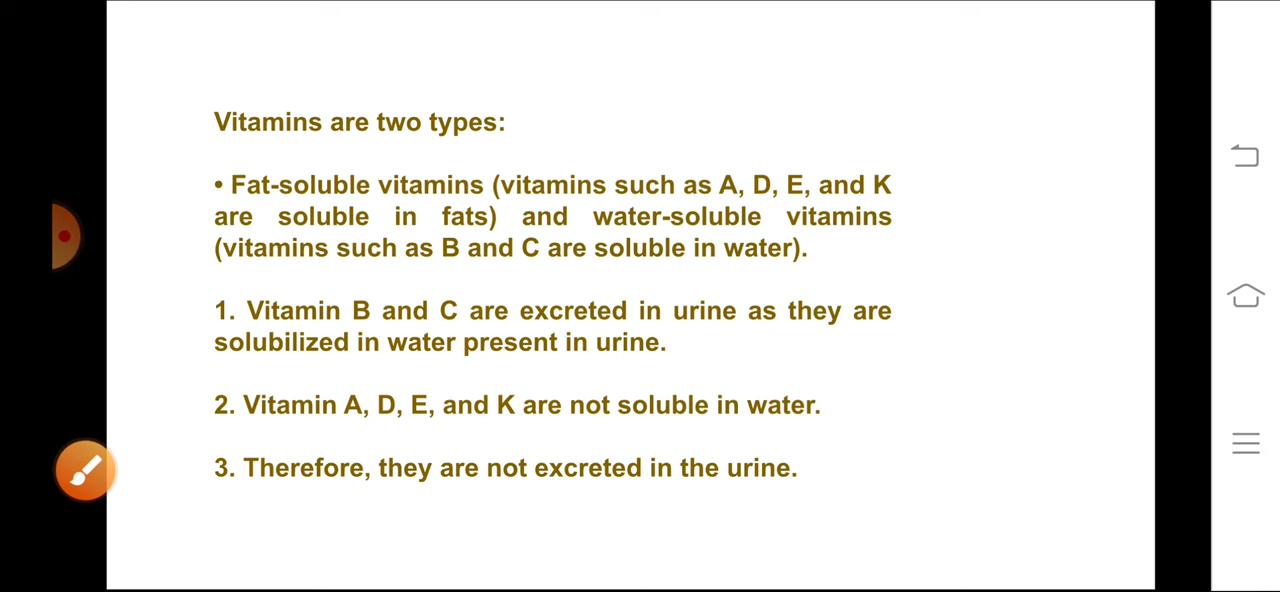 Vitamins are two types:
• Fat-soluble vitamins (vitamins such as A, D, E, and K
are soluble in fats) and water-soluble vitamins
(vitamins such as B and C are soluble in water).
1. Vitamin B and C are excreted in urine as they are
solubilized in water present in urine.
2. Vitamin A, D, E, and K are not soluble in water.
3. Therefore, they are not excreted in the urine.